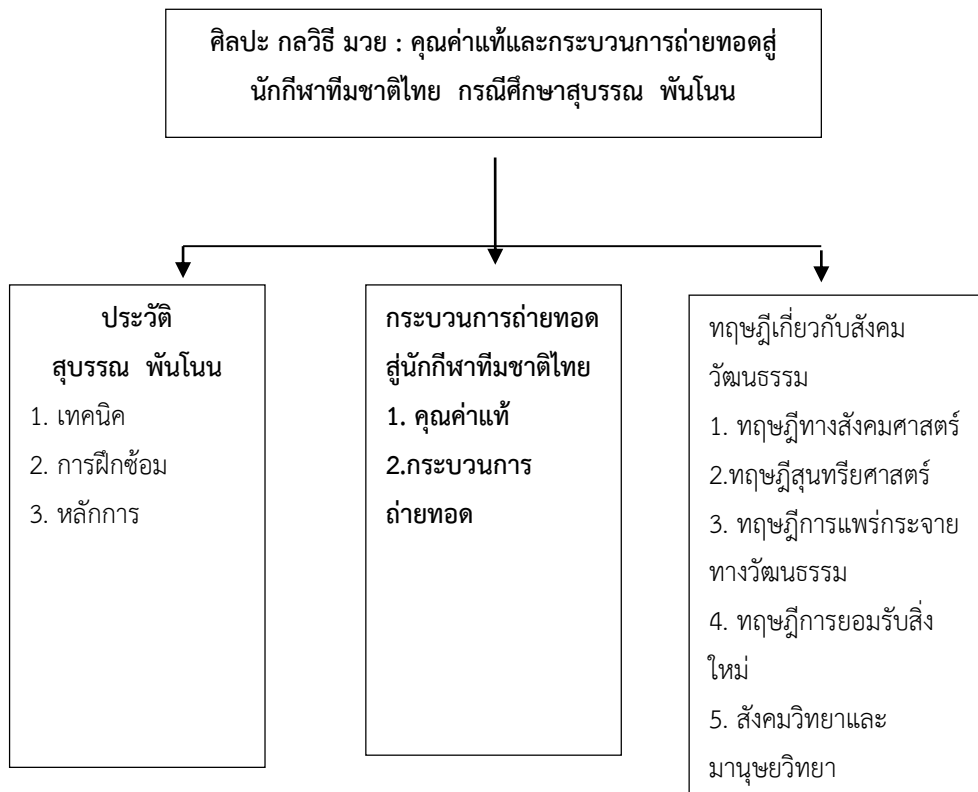 ศิลปะ กลวิธี มวย : คุณค่าแท้และกระบวนการถ่ายทอดสู่
นักกีฬาทีมชาติไทย กรณีศึกษาสุบรรณ พันโนน
ประวัติ
สุบรรณ พันโนน
1. เทคนิค
2. การฝึกซ้อม
3. หลักการ
กระบวนการถ่ายทอด
สู่นักกีฬาทีมชาติไทย
1. คุณค่าแท้
2.กระบวนการ
ถ่ายทอด
ทฤษฎีเกี่ยวกับสังคม
วัฒนธรรม
1. ทฤษฎีทางสังคมศาสตร์
2.ทฤษฎีสุนทรียศาสตร์
3. ทฤษฎีการแพร่กระจาย
ทางวัฒนธรรม
4. ทฤษฎีการยอมรับสิ่ง
ใหม่
5. สังคมวิทยาและ
มานุษยวิทยา